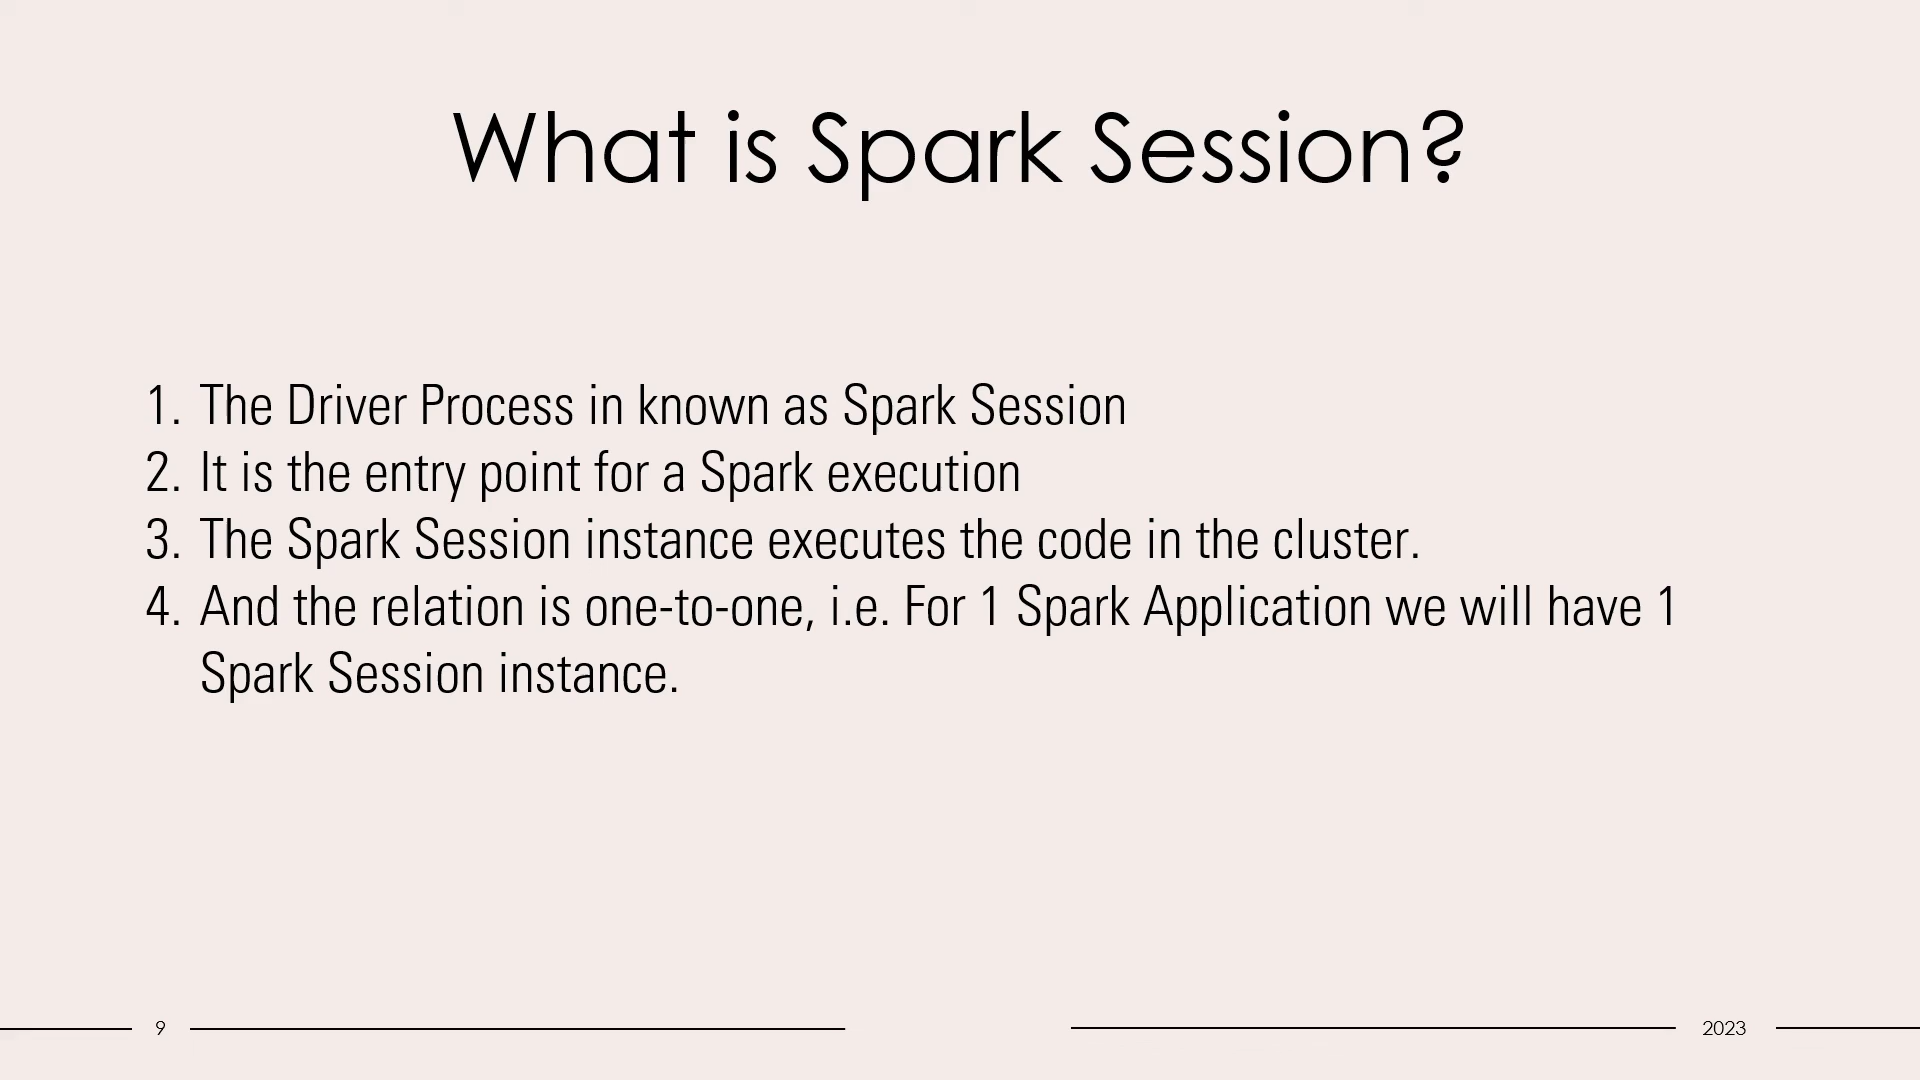 What is Spark Session?
1. The Driver Process in known as Spark Session
2. It is the entry point for a Spark execution
3. The Spark Session instance executes the code in the cluster.
4. And the relation is one-to-one, i.e. For 1 Spark Application we will have 1
Spark Session instance.
9
2023